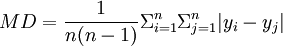 MD = \frac{1}{n(n-1)} \Sigma_{i=1}^{n} \Sigma_{j=1}^{n} |y_i - y_j|